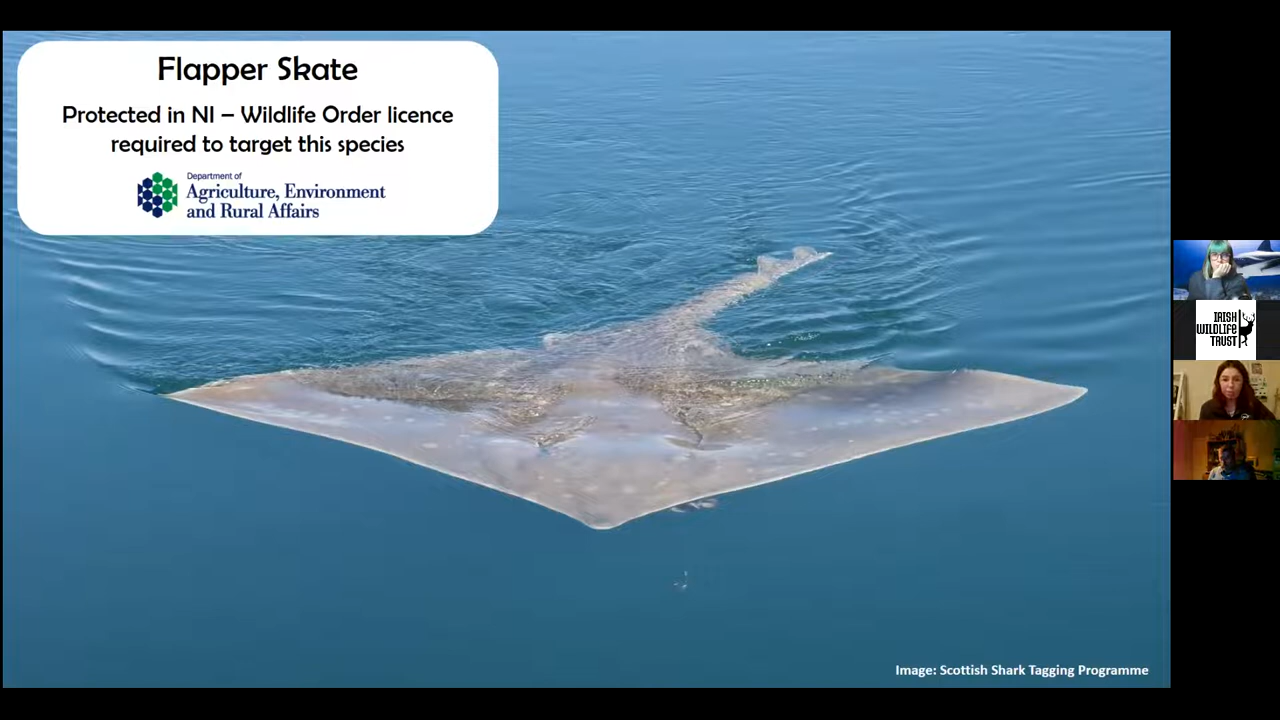 Flapper Skate
Protected in NI – Wildlife Order licence
required to target this species
Department of
Agriculture, Environment
and Rural Affairs
IRISH
WILDLIFE
TRUST
Image: Scottish Shark Tagging Programme